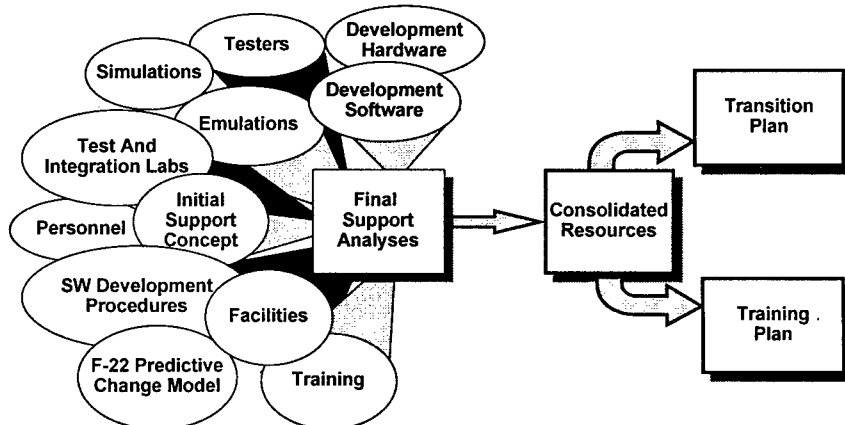 Testers
Development
Hardware
Simulations
Development
Software
Emulations
Test And
Integration Labs
Initial
Support
Concept
Personnel
SW Development
Procedures
Facilities
F-22 Predictive
Change Model
Training
Final
Support
Analyses
Consolidated
Resources
Transition
Plan
Training
Plan